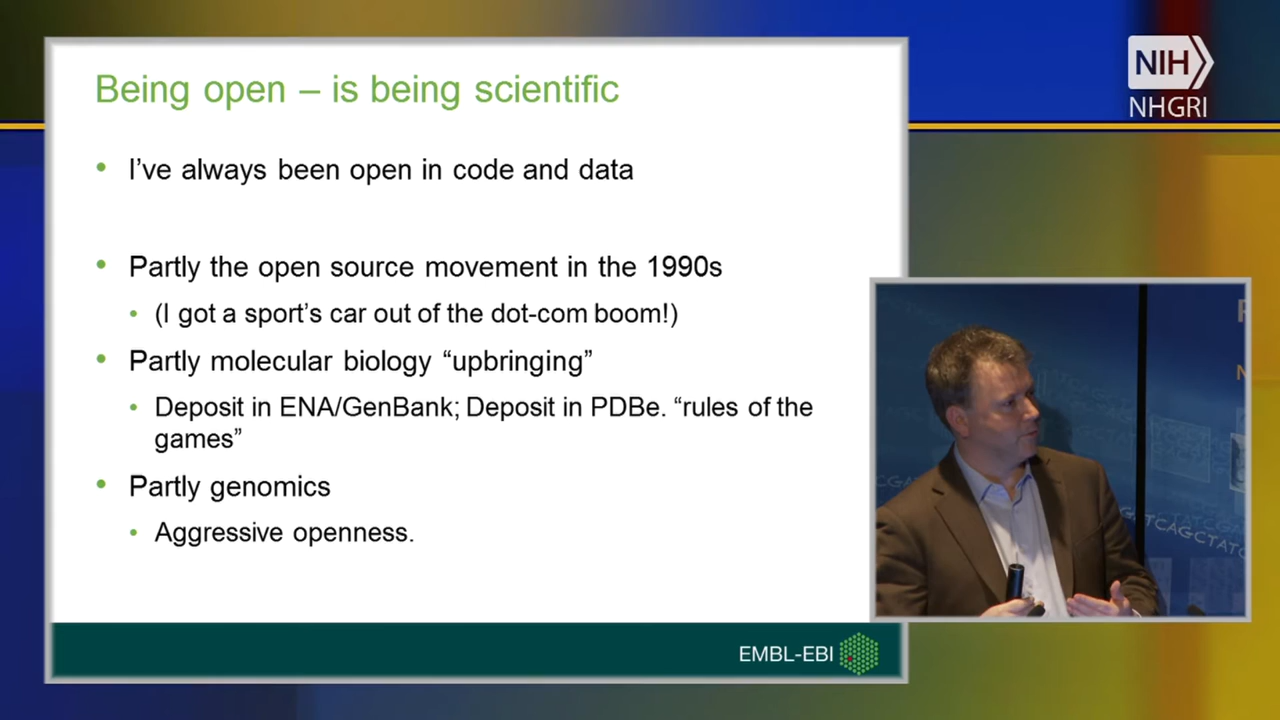 Being open – is being scientific
• I’ve always been open in code and data
• Partly the open source movement in the 1990s
• (I got a sport’s car out of the dot-com boom!)
• Partly molecular biology “upbringing”
• Deposit in ENA/GenBank; Deposit in PDBe. “rules of the
games”
• Partly genomics
• Aggressive openness.
EMBL-EBI
NIH
NHGRI